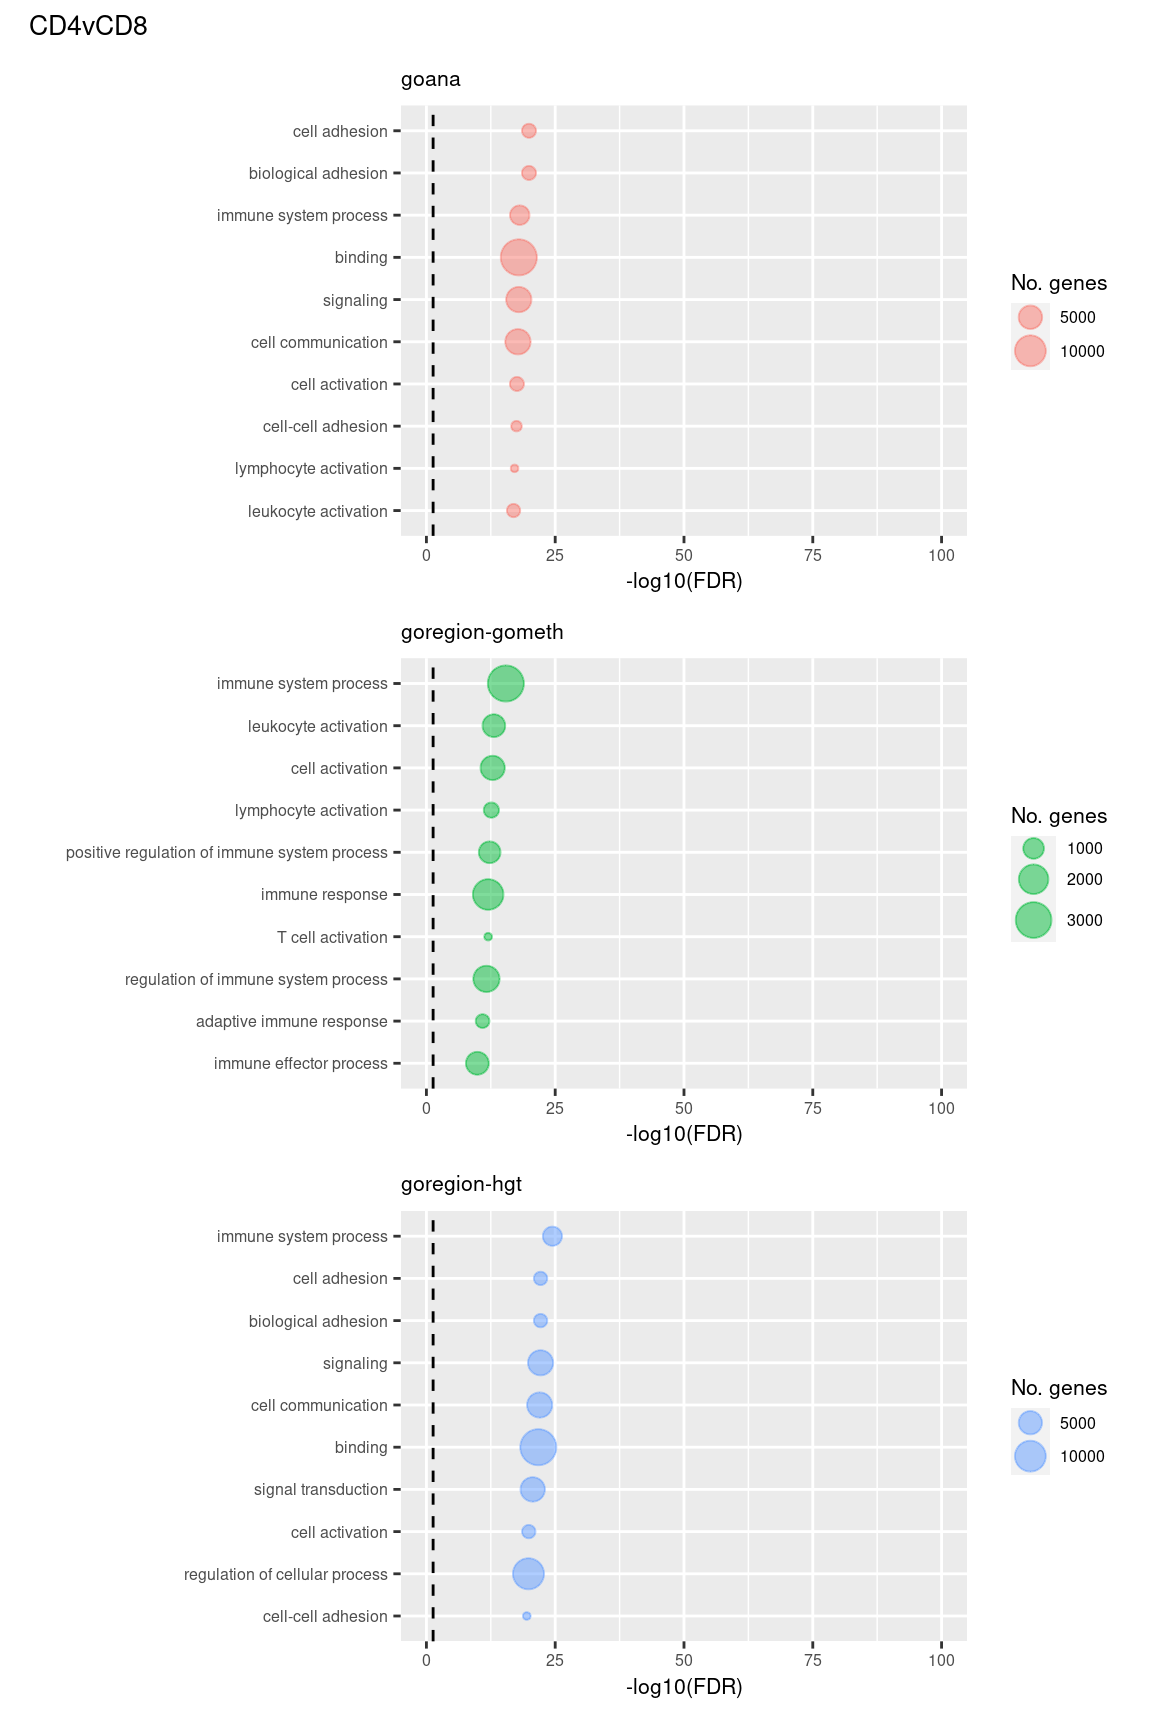 CD4vCD8
goana
cell adhesion
biological adhesion
immune system process
binding
signaling
cell communication
cell activation
cell-cell adhesion
lymphocyte activation
leukocyte activation
0 25 50 75 100
-log10(FDR)
No. genes
5000
10000
goregion-gometh
immune system process
leukocyte activation
cell activation
lymphocyte activation
positive regulation of immune system process
immune response
T cell activation
regulation of immune system process
adaptive immune response
immune effector process
0 25 50 75 100
-log10(FDR)
No. genes
1000
2000
3000
goregion-hgt
immune system process
cell adhesion
biological adhesion
signaling
cell communication
binding
signal transduction
cell activation
regulation of cellular process
cell-cell adhesion
0 25 50 75 100
-log10(FDR)
No. genes
5000
10000